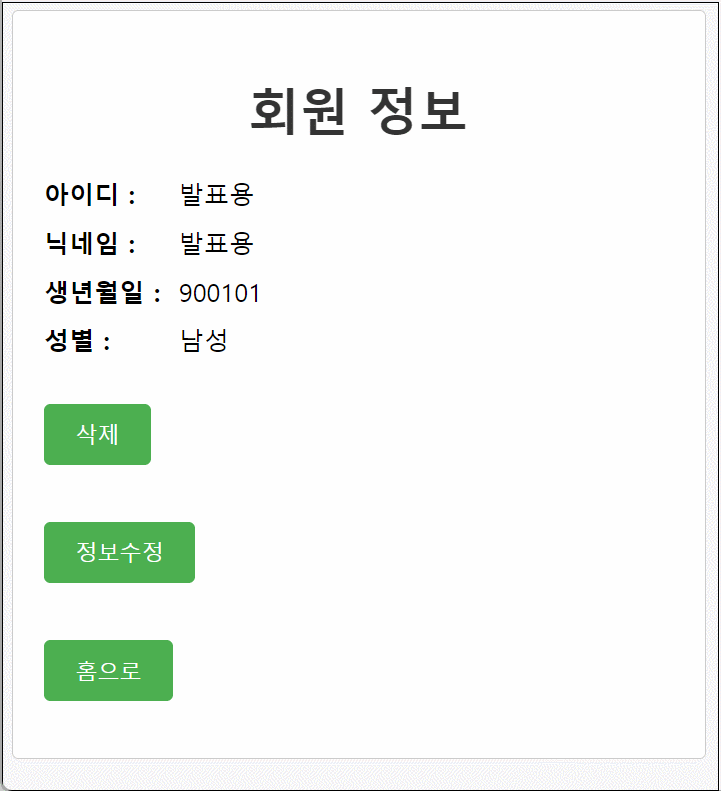 회원 정보
아이디 : 발표용
닉네임 : 발표용
생년월일 : 900101
성별 : 남성
삭제
정보수정
홈으로